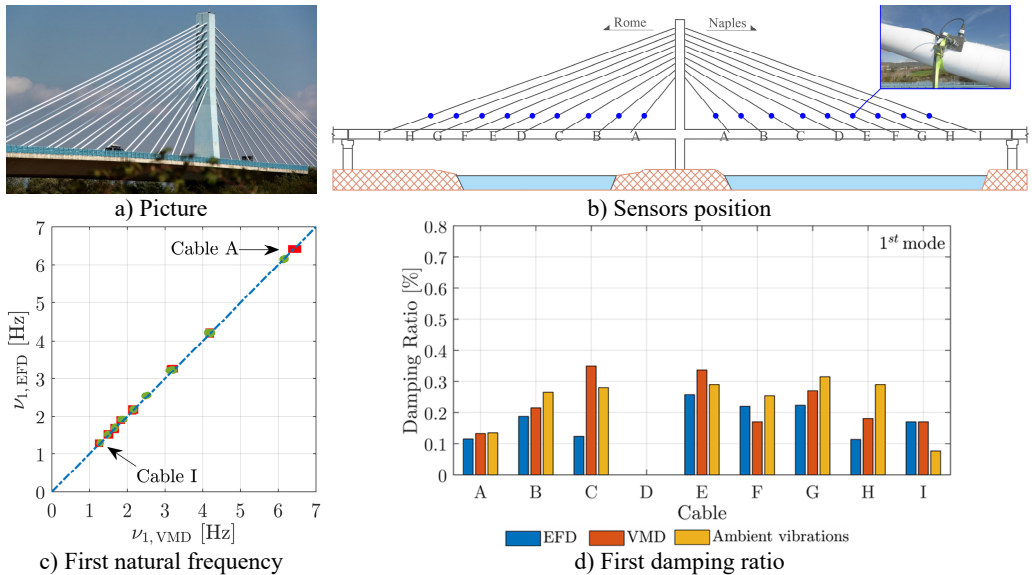 Rome Naples
I H G F E D C B A A B C D E F G H I
a) Picture
b) Sensors position
7
6
5
4
3
2
1
0
0 1 2 3 4 5 6 7
ν1,EFD [Hz]
ν1,VMD [Hz]
Cable A
Cable I
c) First natural frequency
1st mode
0.8
0.7
0.6
0.5
0.4
0.3
0.2
0.1
0
Damping Ratio [%]
A B C D E F G H I
Cable
EFD VMD Ambient vibrations
d) First damping ratio